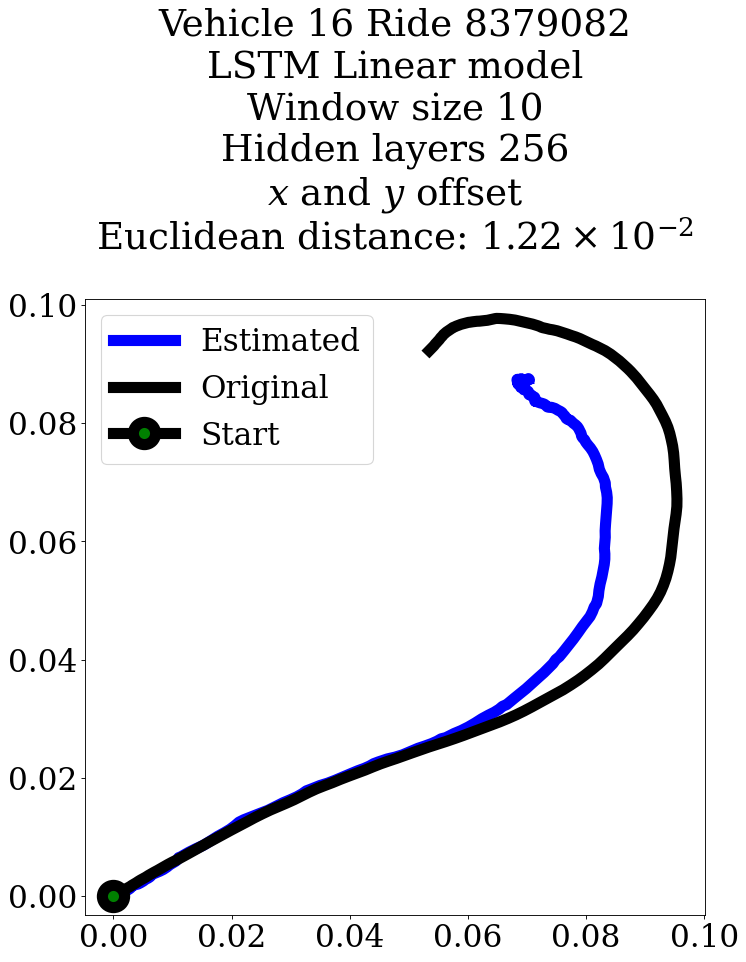 Vehicle 16 Ride 8379082
LSTM Linear model
Window size 10
Hidden layers 256
x and y offset
Euclidean distance: 1.22 × 10⁻²
0.10
0.08
0.06
0.04
0.02
0.00
Estimated
Original
Start
0.00 0.02 0.04 0.06 0.08 0.10